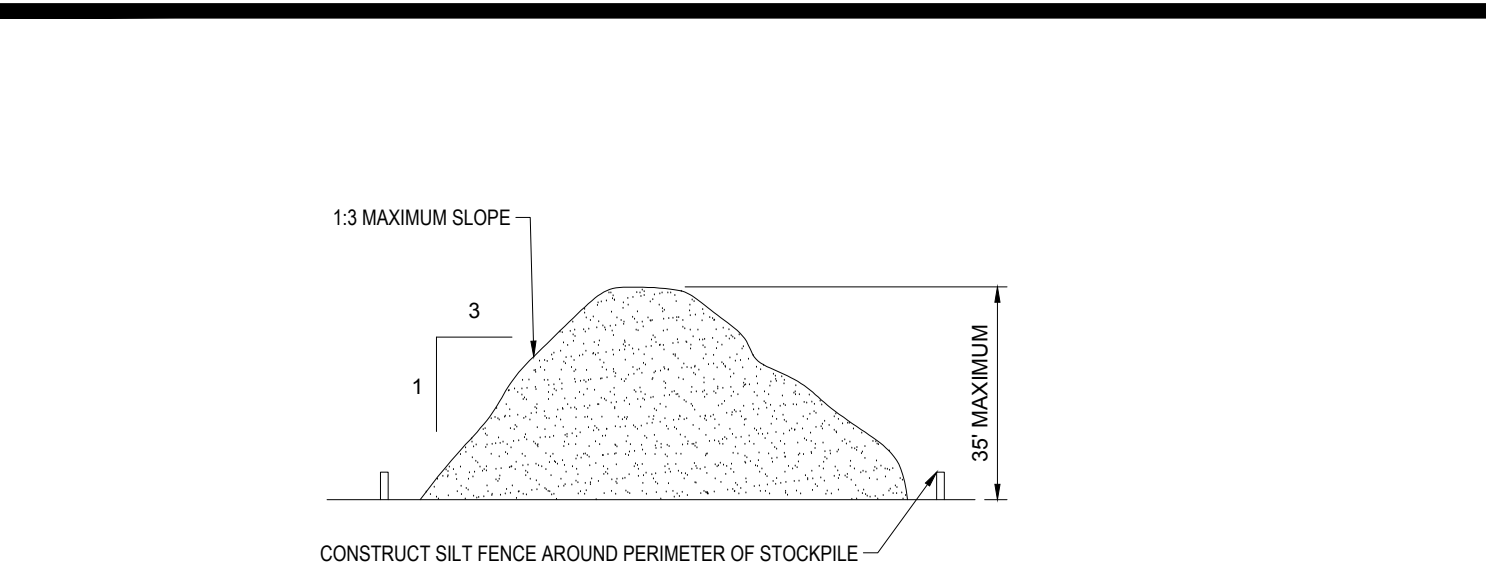 1:3 MAXIMUM SLOPE
3
1
35' MAXIMUM
CONSTRUCT SILT FENCE AROUND PERIMETER OF STOCKPILE